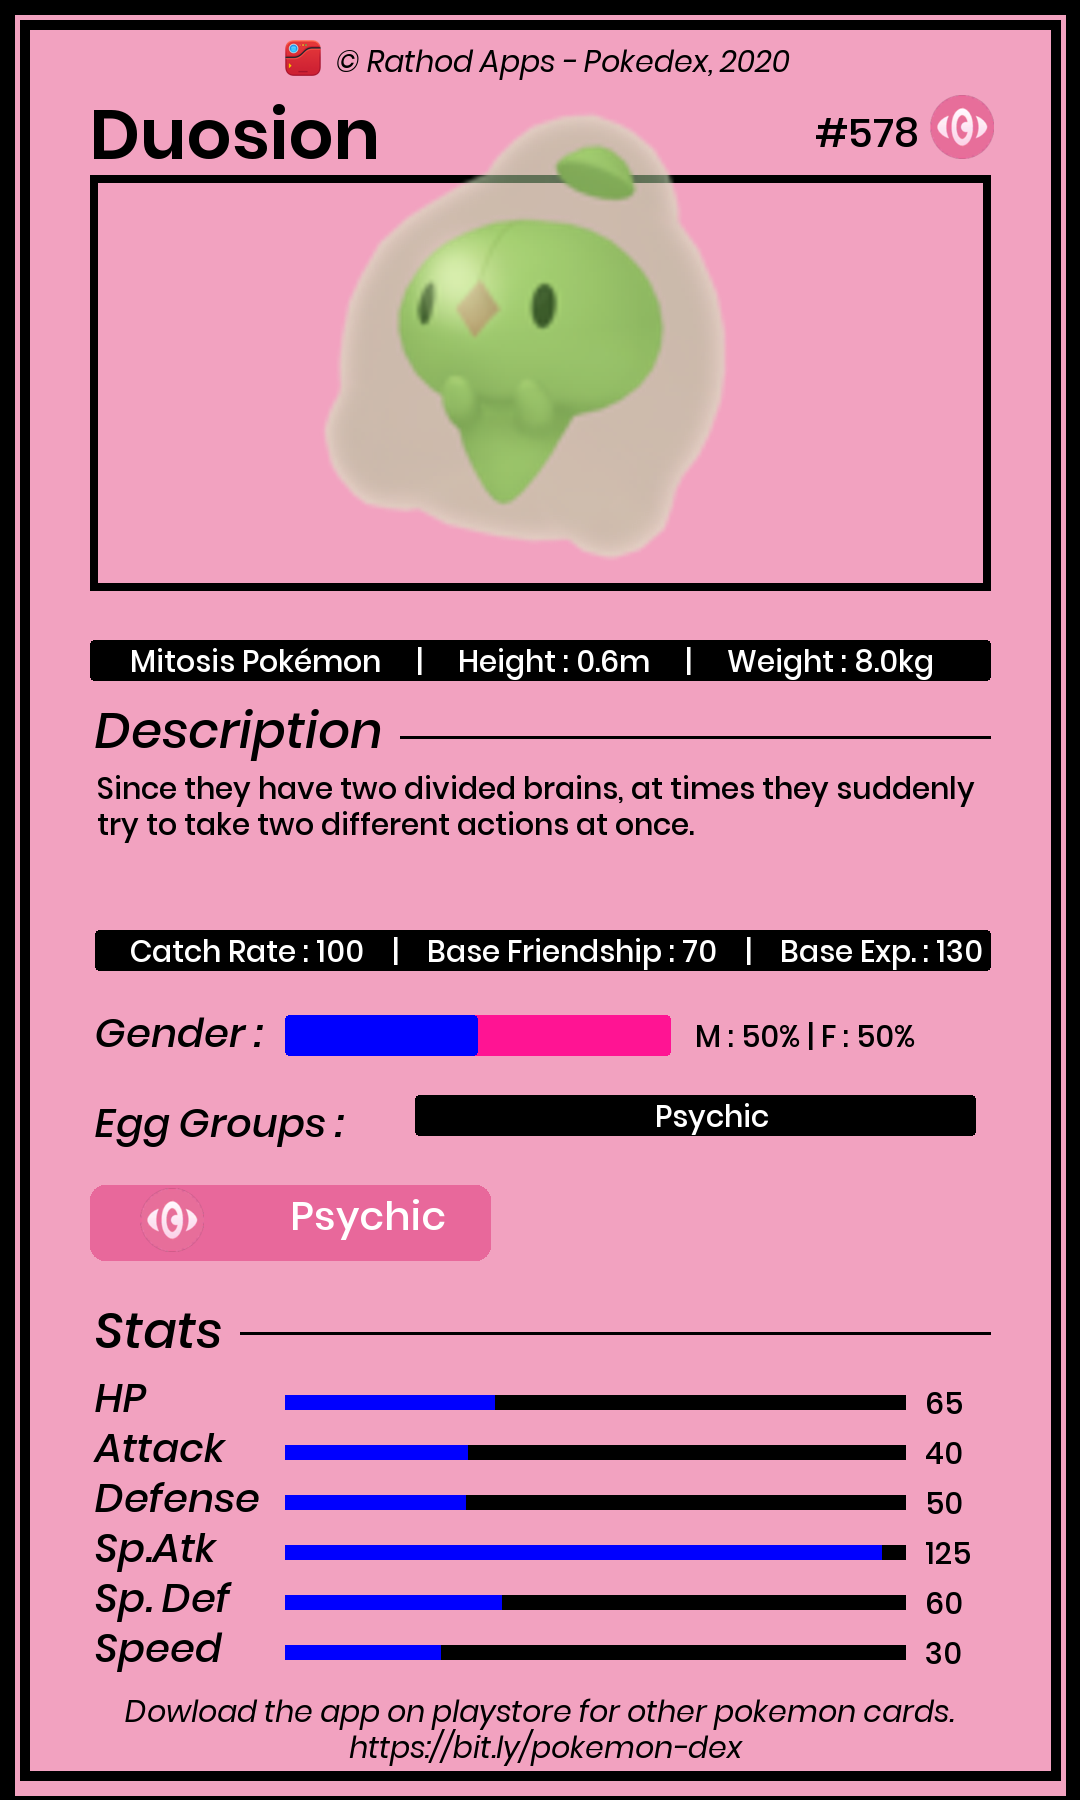 © Rathod Apps - Pokedex, 2020
Duosion #578
Mitosis Pokémon | Height : 0.6m | Weight : 8.0kg
Description
Since they have two divided brains, at times they suddenly
try to take two different actions at once.
Catch Rate : 100 | Base Friendship : 70 | Base Exp. : 130
Gender : M : 50% | F : 50%
Egg Groups : Psychic
Psychic
Stats
HP 65
Attack 40
Defense 50
Sp.Atk 125
Sp. Def 60
Speed 30
Dowload the app on playstore for other pokemon cards.
https://bit.ly/pokemon-dex